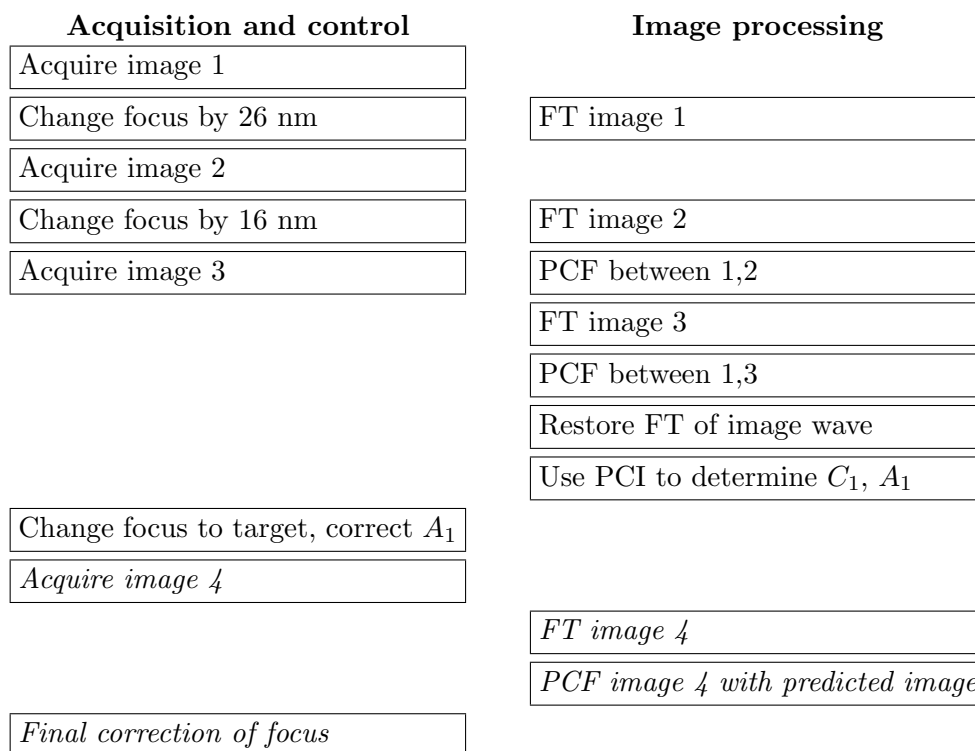 Acquisition and control
Image processing
Acquire image 1
Change focus by 26 nm
FT image 1
Acquire image 2
Change focus by 16 nm
FT image 2
Acquire image 3
PCF between 1,2
FT image 3
PCF between 1,3
Restore FT of image wave
Use PCI to determine C₁, A₁
Change focus to target, correct A₁
Acquire image 4
FT image 4
PCF image 4 with predicted image
Final correction of focus